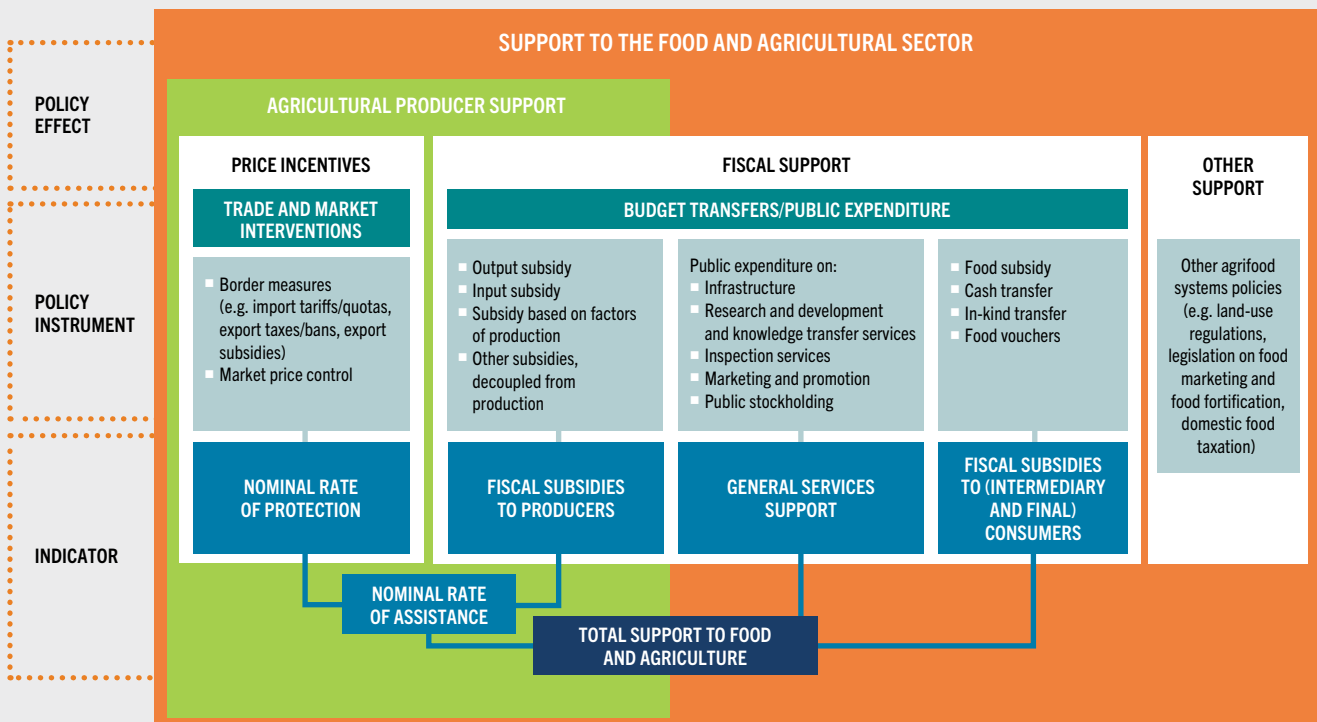 SUPPORT TO THE FOOD AND AGRICULTURAL SECTOR
POLICY
EFFECT
AGRICULTURAL PRODUCER SUPPORT
PRICE INCENTIVES
FISCAL SUPPORT
OTHER
SUPPORT
POLICY
INSTRUMENT
TRADE AND MARKET
INTERVENTIONS
BUDGET TRANSFERS/PUBLIC EXPENDITURE
Border measures
(e.g. import tariffs/quotas,
export taxes/bans, export
subsidies)
Market price control
Output subsidy
Input subsidy
Subsidy based on factors
of production
Other subsidies,
decoupled from
production
Public expenditure on:
Infrastructure
Research and development
and knowledge transfer services
Inspection services
Marketing and promotion
Public stockholding
Food subsidy
Cash transfer
In-kind transfer
Food vouchers
Other agrifood
systems policies
(e.g. land-use
regulations,
legislation on food
marketing and
food fortification,
domestic food
taxation)
INDICATOR
NOMINAL RATE
OF PROTECTION
FISCAL SUBSIDIES
TO PRODUCERS
GENERAL SERVICES
SUPPORT
FISCAL SUBSIDIES
TO (INTERMEDIARY
AND FINAL)
CONSUMERS
NOMINAL RATE
OF ASSISTANCE
TOTAL SUPPORT TO FOOD
AND AGRICULTURE